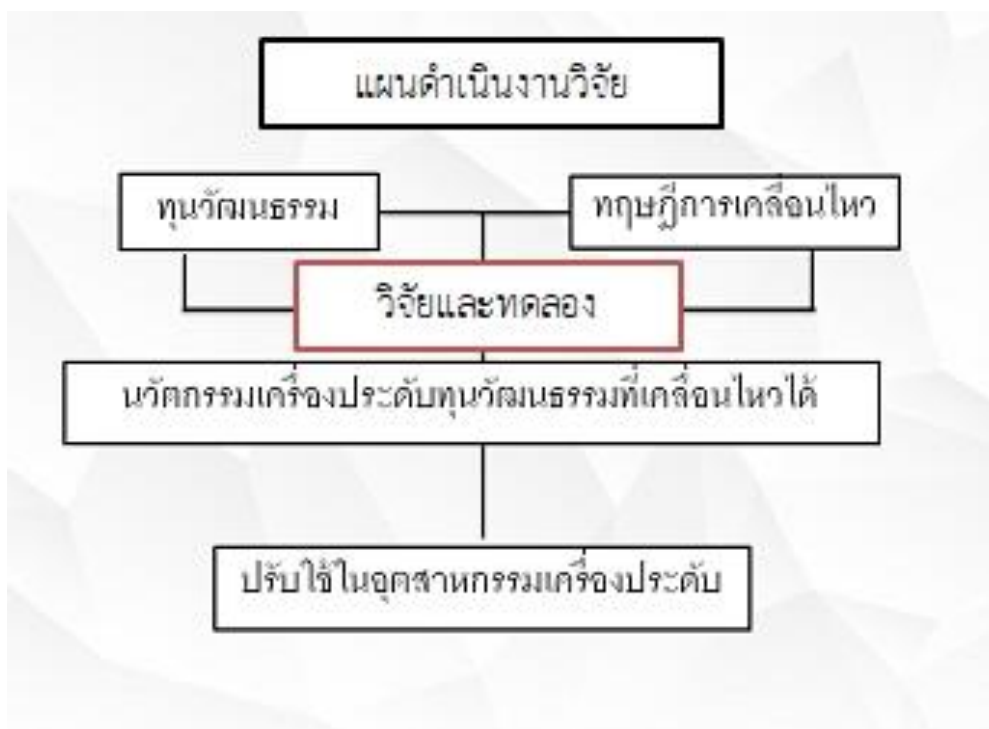 แผนดำเนินงานวิจัย
ทุนวัฒนธรรม
ทฤษฎีการเคลื่อนไหว
วิจัยและทดลอง
นวัตกรรมเครื่องประดับทุนวัฒนธรรมที่เคลื่อนไหวได้
ปรับใช้ในอุตสาหกรรมเครื่องประดับ